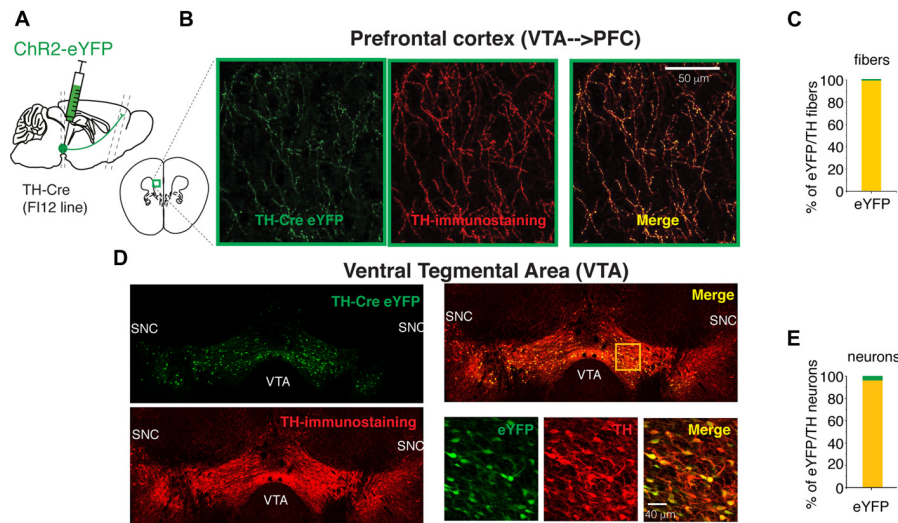 A
ChR2-eYFP
TH-Cre
(FI12 line)
B
Prefrontal cortex (VTA-->PFC)
50 µm
TH-Cre eYFP
TH-immunostaining
Merge
C
fibers
100
80
60
40
20
0
% of eYFP/TH fibers
eYFP
D
Ventral Tegmental Area (VTA)
TH-Cre eYFP
SNC
SNC
VTA
Merge
SNC
VTA
TH-immunostaining
SNC
VTA
eYFP
TH
Merge
40 µm
E
neurons
100
80
60
40
20
0
% of eYFP/TH neurons
eYFP